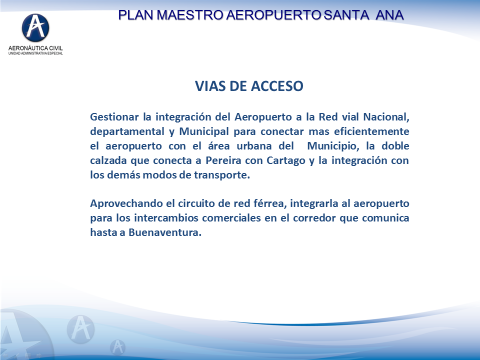 PLAN MAESTRO AEROPUERTO SANTA ANA
AERONÁUTICA CIVIL
UNIDAD ADMINISTRATIVA ESPECIAL
VIAS DE ACCESO
Gestionar la integración del Aeropuerto a la Red vial Nacional,
departamental y Municipal para conectar mas eficientemente
el aeropuerto con el área urbana del Municipio, la doble
calzada que conecta a Pereira con Cartago y la integración con
los demás modos de transporte.
Aprovechando el circuito de red férrea, integrarla al aeropuerto
para los intercambios comerciales en el corredor que comunica
hasta a Buenaventura.